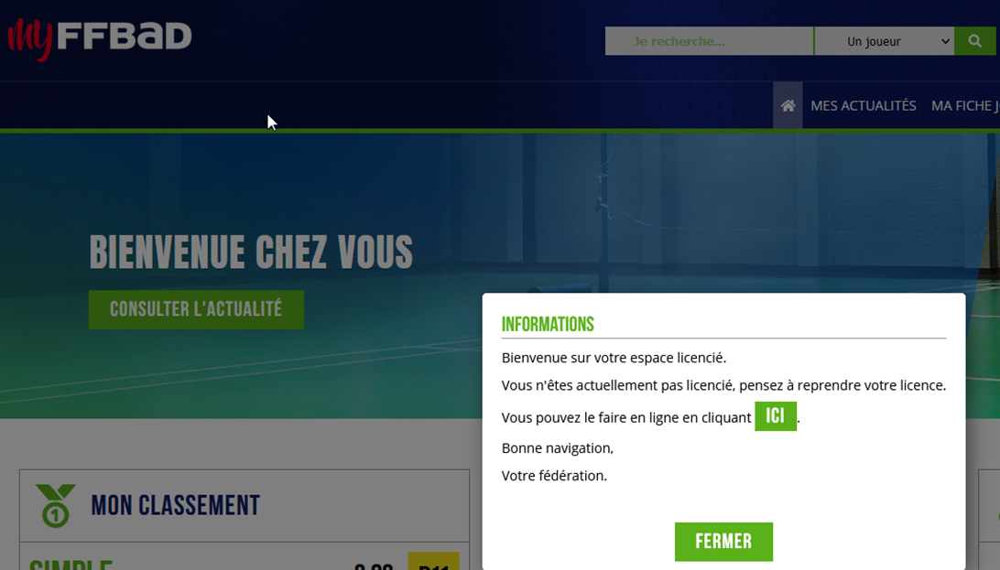 myFFBaD
Je recherche...
Un joueur
MES ACTUALITÉS
MA FICHE
BIENVENUE CHEZ VOUS
CONSULTER L'ACTUALITÉ
INFORMATIONS
Bienvenue sur votre espace licencié.
Vous n'êtes actuellement pas licencié, pensez à reprendre votre licence.
Vous pouvez le faire en ligne en cliquant ICI.
Bonne navigation,
Votre fédération.
FERMER
1
MON CLASSEMENT
SIMPLE